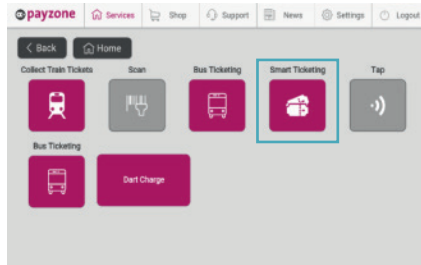 payzone Services Shop Support News Settings Logout
Back Home
Collect Train Tickets Scan Bus Ticketing Smart Ticketing Tap
Bus Ticketing
Dart Charge